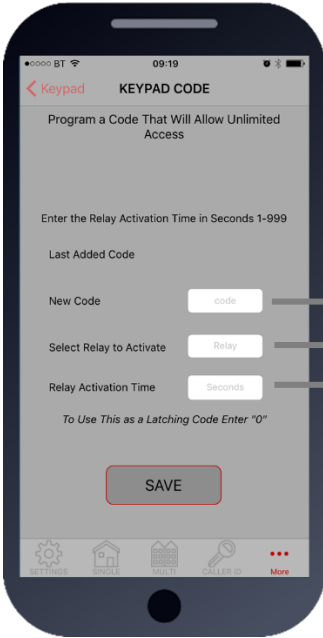 ●○○○○ BT 09:19
Keypad KEYPAD CODE
Program a Code That Will Allow Unlimited
Access
Enter the Relay Activation Time in Seconds 1-999
Last Added Code
New Code code
Select Relay to Activate Relay
Relay Activation Time Seconds
To Use This as a Latching Code Enter "0"
SAVE
SETTINGS SINGLE MULTI CALLER ID More